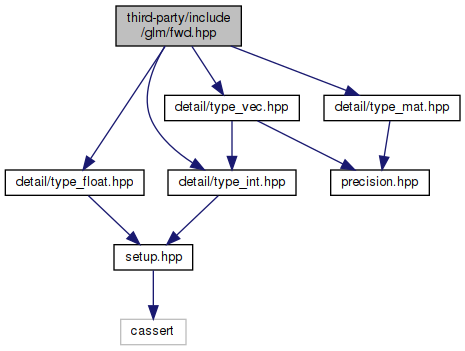 third-party/include
/glm/fwd.hpp
detail/type_vec.hpp
detail/type_mat.hpp
detail/type_float.hpp
detail/type_int.hpp
precision.hpp
setup.hpp
cassert